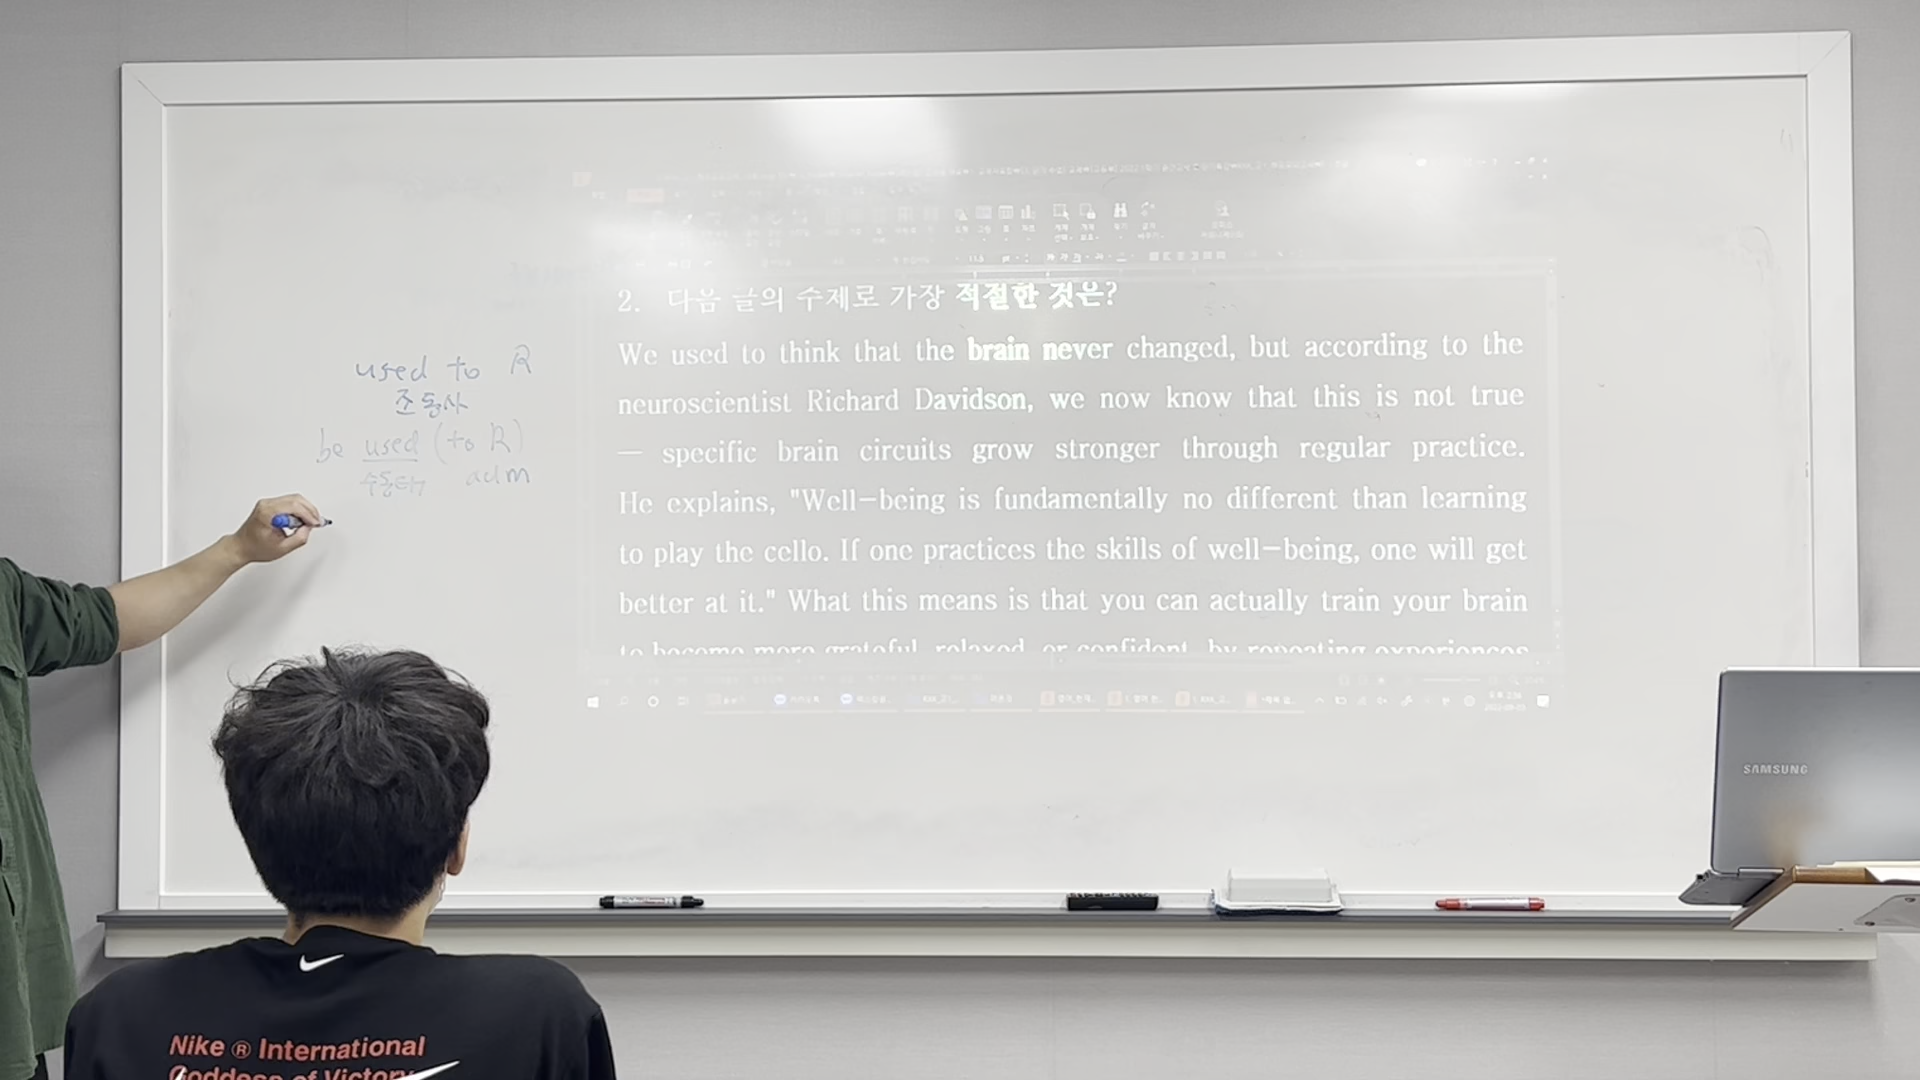 used to R
조동사
be used (to R)
수동태 adm
2. 다음 글의 주제로 가장 적절한 것은?
We used to think that the brain never changed, but according to the
neuroscientist Richard Davidson, we now know that this is not true
— specific brain circuits grow stronger through regular practice.
He explains, "Well-being is fundamentally no different than learning
to play the cello. If one practices the skills of well-being, one will get
better at it." What this means is that you can actually train your brain
to become more grateful, relaxed, or confident, by repeating experiences
SAMSUNG
Nike ® International
Goddess of Victory